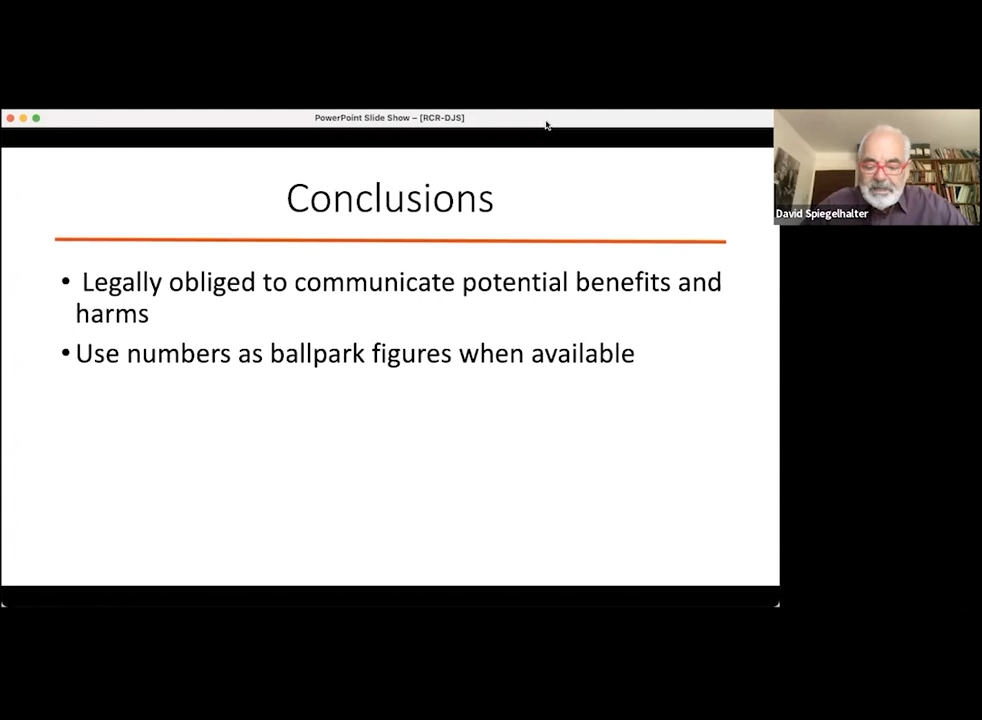 PowerPoint Slide Show – [RCR-DJS]
Conclusions
• Legally obliged to communicate potential benefits and
harms
• Use numbers as ballpark figures when available
David Spiegelhalter